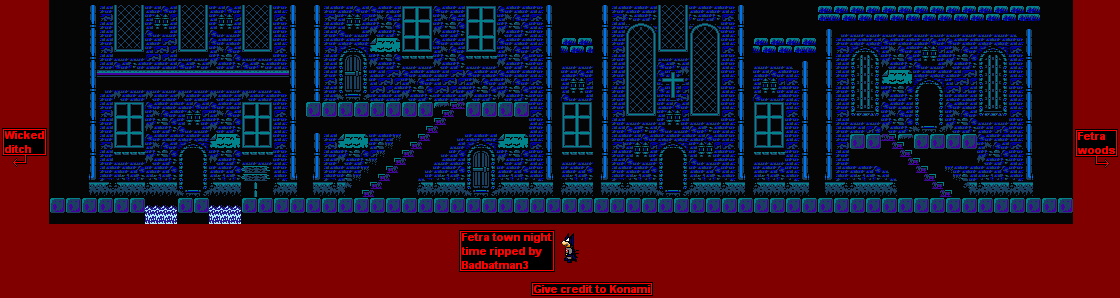 Wicked
ditch
Fetra
woods
Fetra town night
time ripped by
Badbatman3
Give credit to Konami